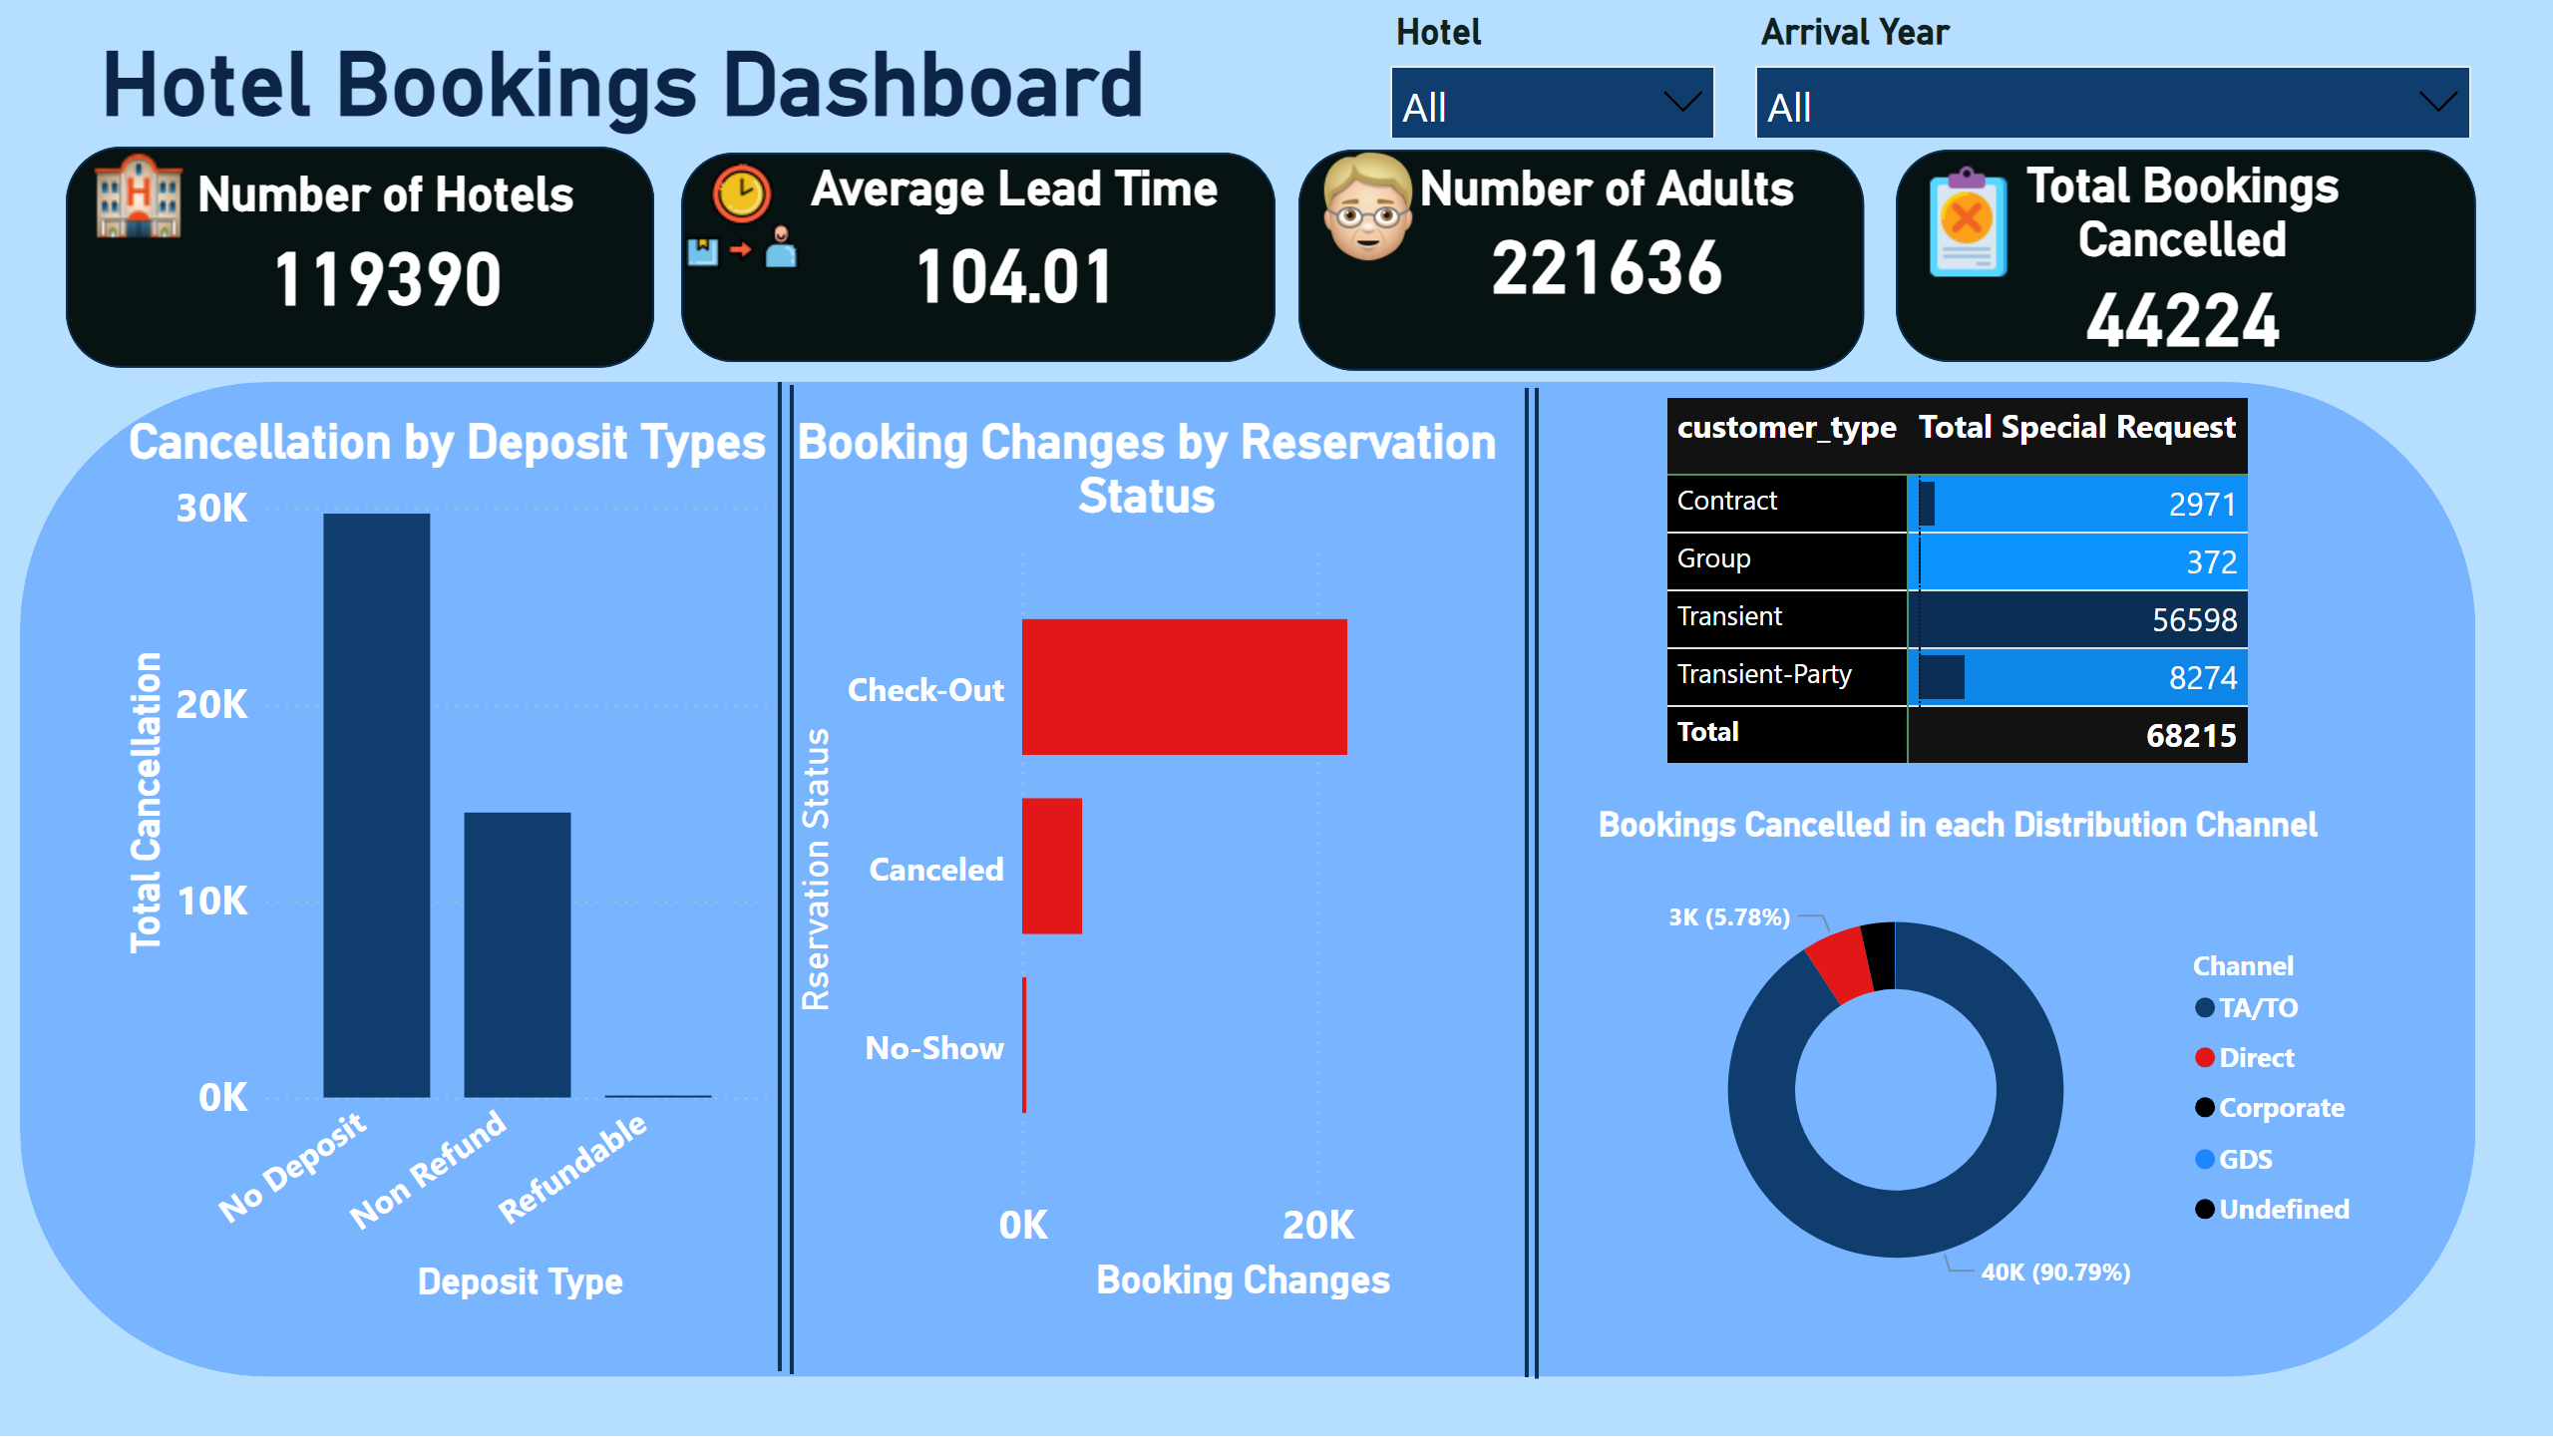 Hotel Bookings Dashboard
Hotel
All
Arrival Year
All
H
Number of Hotels
119390
Average Lead Time
104.01
Number of Adults
221636
Total Bookings
Cancelled
44224
Cancellation by Deposit Types
Total Cancellation
30K
20K
10K
0K
No Deposit
Non Refund
Refundable
Deposit Type
Booking Changes by Reservation
Status
Rservation Status
Check-Out
Canceled
No-Show
0K 20K
Booking Changes
customer_type Total Special Request
Contract 2971
Group 372
Transient 56598
Transient-Party 8274
Total 68215
Bookings Cancelled in each Distribution Channel
3K (5.78%)
40K (90.79%)
Channel
TA/TO
Direct
Corporate
GDS
Undefined